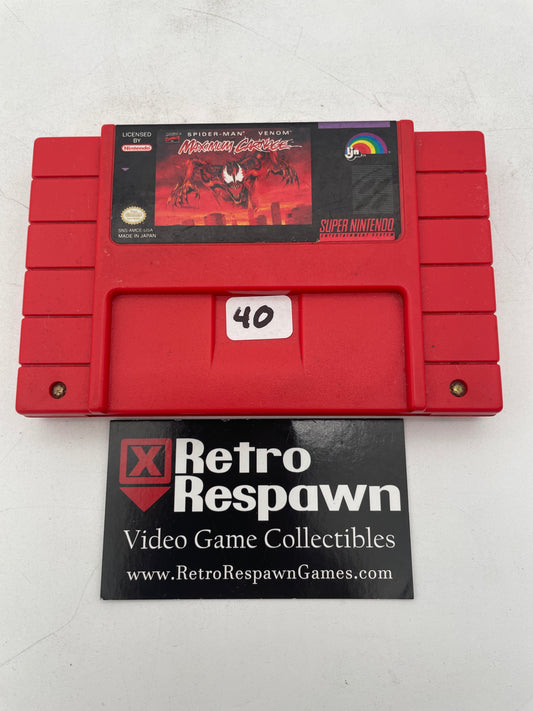 LICENSED
BY
Nintendo
SPIDER-MAN VENOM
MAXIMUM CARNAGE
LJN
SNS-AMCE-USA
MADE IN JAPAN
SUPER NINTENDO
ENTERTAINMENT SYSTEM
40
X
Retro
Respawn
Video Game Collectibles
www.RetroRespawnGames.com